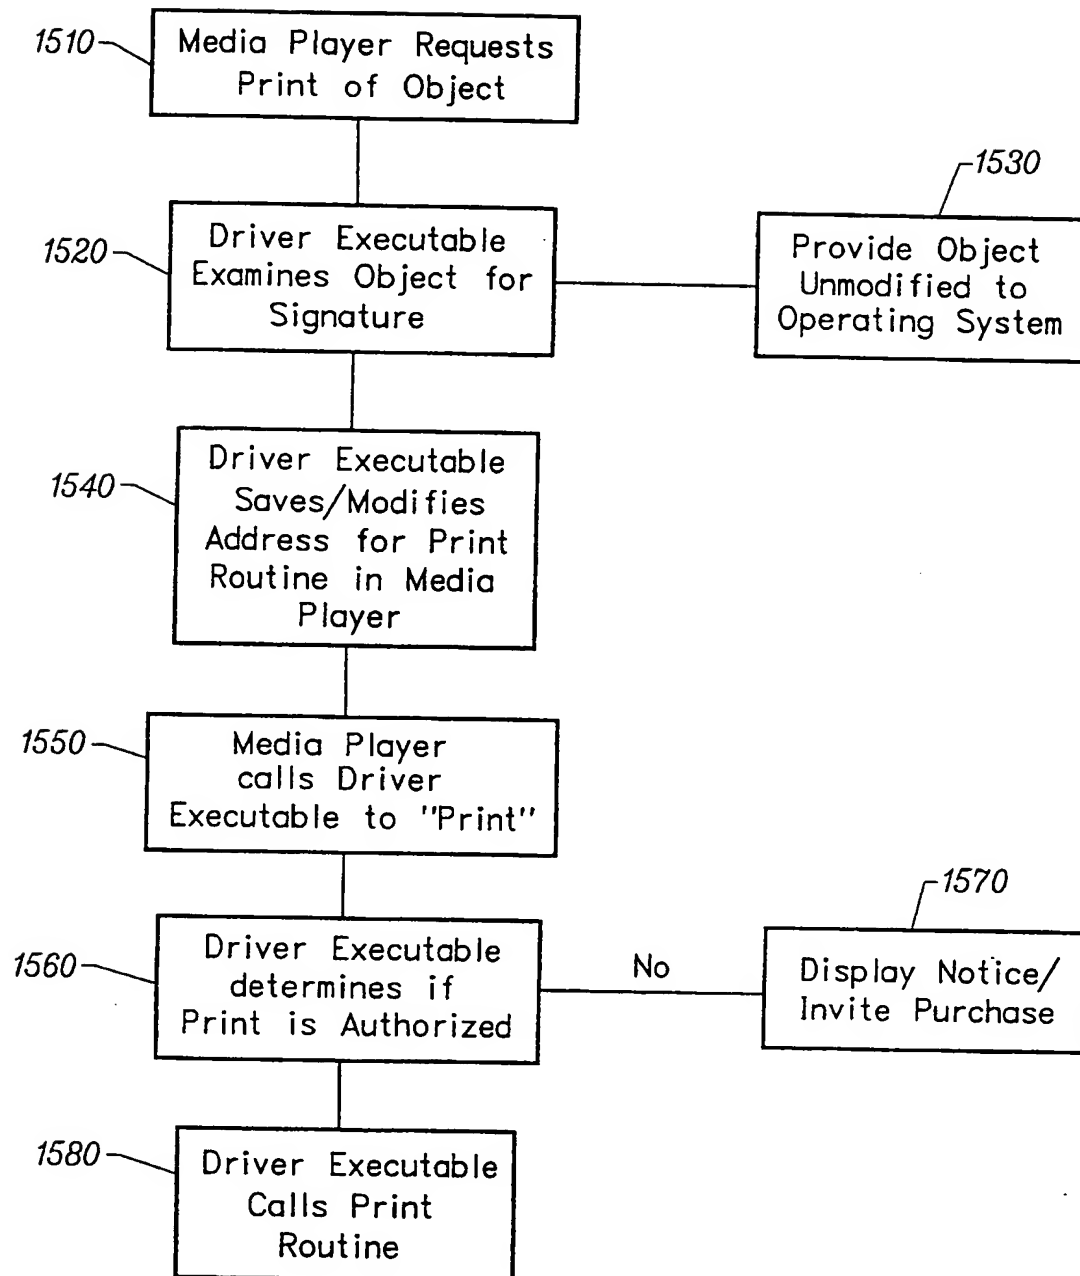 1510
Media Player Requests
Print of Object
1520
Driver Executable
Examines Object for
Signature
1530
Provide Object
Unmodified to
Operating System
1540
Driver Executable
Saves/Modifies
Address for Print
Routine in Media
Player
1550
Media Player
calls Driver
Executable to "Print"
1560
Driver Executable
determines if
Print is Authorized
No
1570
Display Notice/
Invite Purchase
1580
Driver Executable
Calls Print
Routine